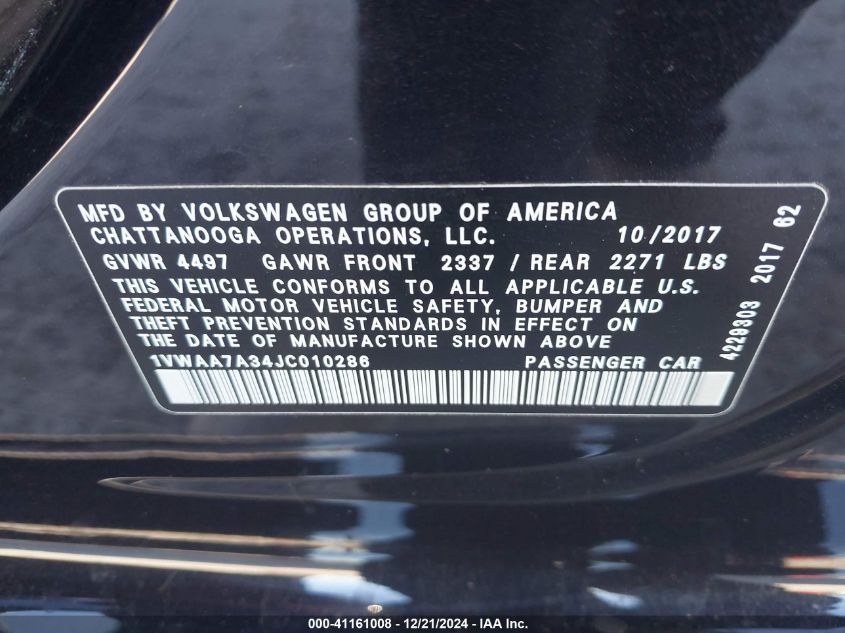 MFD BY VOLKSWAGEN GROUP OF AMERICA
CHATTANOOGA OPERATIONS, LLC. 10/2017
GVWR 4497 GAWR FRONT 2337 / REAR 2271 LBS
THIS VEHICLE CONFORMS TO ALL APPLICABLE U.S.
FEDERAL MOTOR VEHICLE SAFETY, BUMPER AND
THEFT PREVENTION STANDARDS IN EFFECT ON
THE DATE OF MANUFACTURE SHOWN ABOVE
1VWAA7A34JC010286 PASSENGER CAR
4229303 2017 62
000-41161008 - 12/21/2024 - IAA Inc.